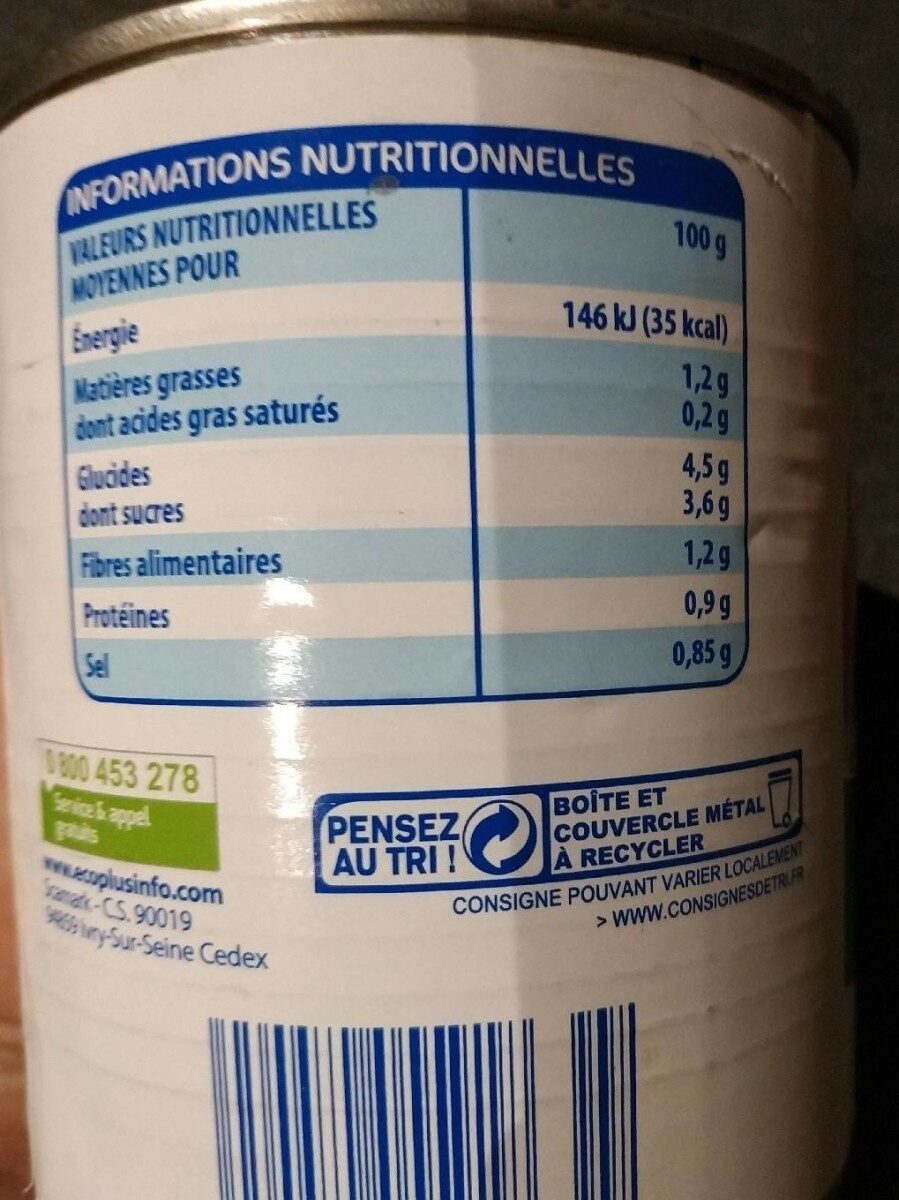 INFORMATIONS NUTRITIONNELLES
VALEURS NUTRITIONNELLES
MOYENNES POUR
100 g
Énergie
146 kJ (35 kcal)
Matières grasses
1,2 g
dont acides gras saturés
0,2 g
Glucides
4,5 g
dont sucres
3,6 g
Fibres alimentaires
1,2 g
Protéines
0,9 g
Sel
0,85 g
0 800 453 278
Service & appel
gratuits
www.ecoplusinfo.com
Scamark - C.S. 90019
94859 Ivry-Sur-Seine Cedex
PENSEZ
AU TRI !
BOÎTE ET
COUVERCLE MÉTAL
À RECYCLER
CONSIGNE POUVANT VARIER LOCALEMENT
> WWW.CONSIGNESDETRI.FR